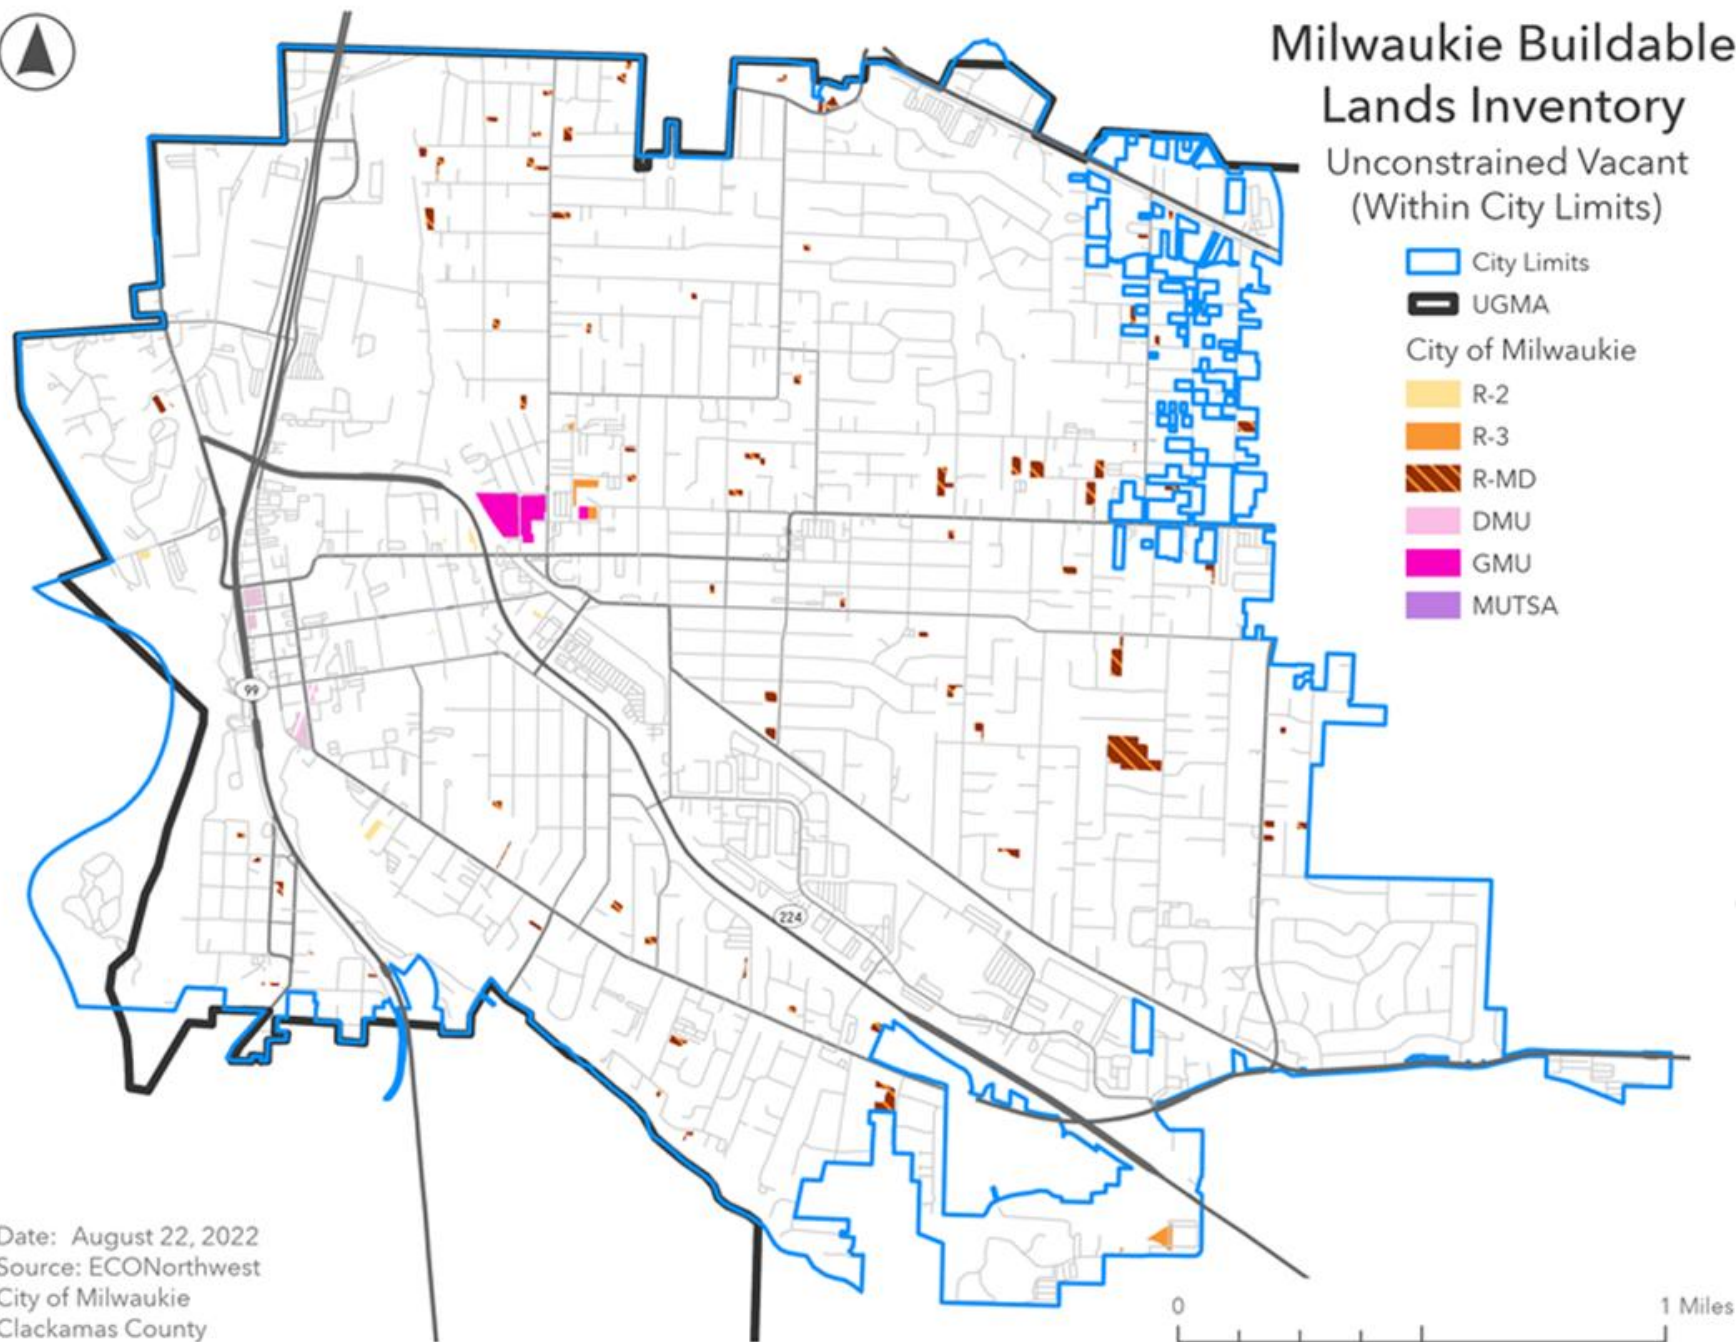 Milwaukie Buildable
Lands Inventory
Unconstrained Vacant
(Within City Limits)
City Limits
UGMA
City of Milwaukie
R-2
R-3
R-MD
DMU
GMU
MUTSA
99
224
Date: August 22, 2022
Source: ECONorthwest
City of Milwaukie
Clackamas County
0 1 Miles